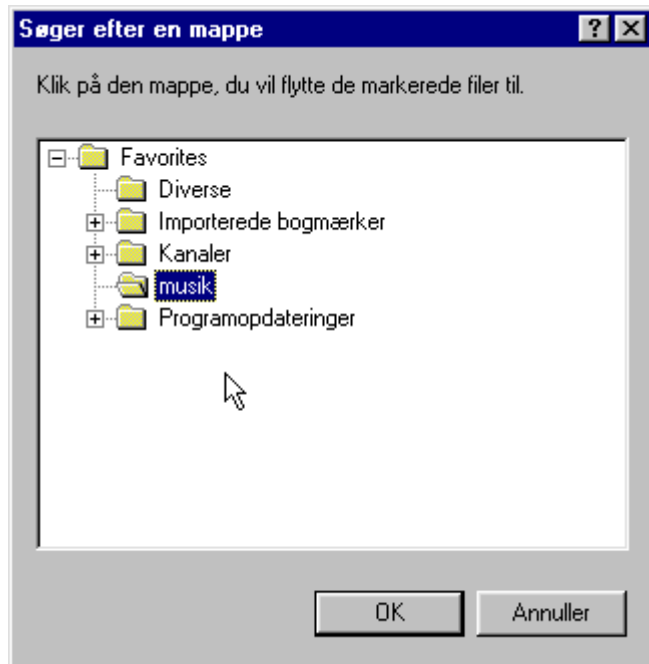 Søger efter en mappe
Klik på den mappe, du vil flytte de markerede filer til.
Favorites
Diverse
Importerede bogmærker
Kanaler
musik
Programopdateringer
OK
Annuller